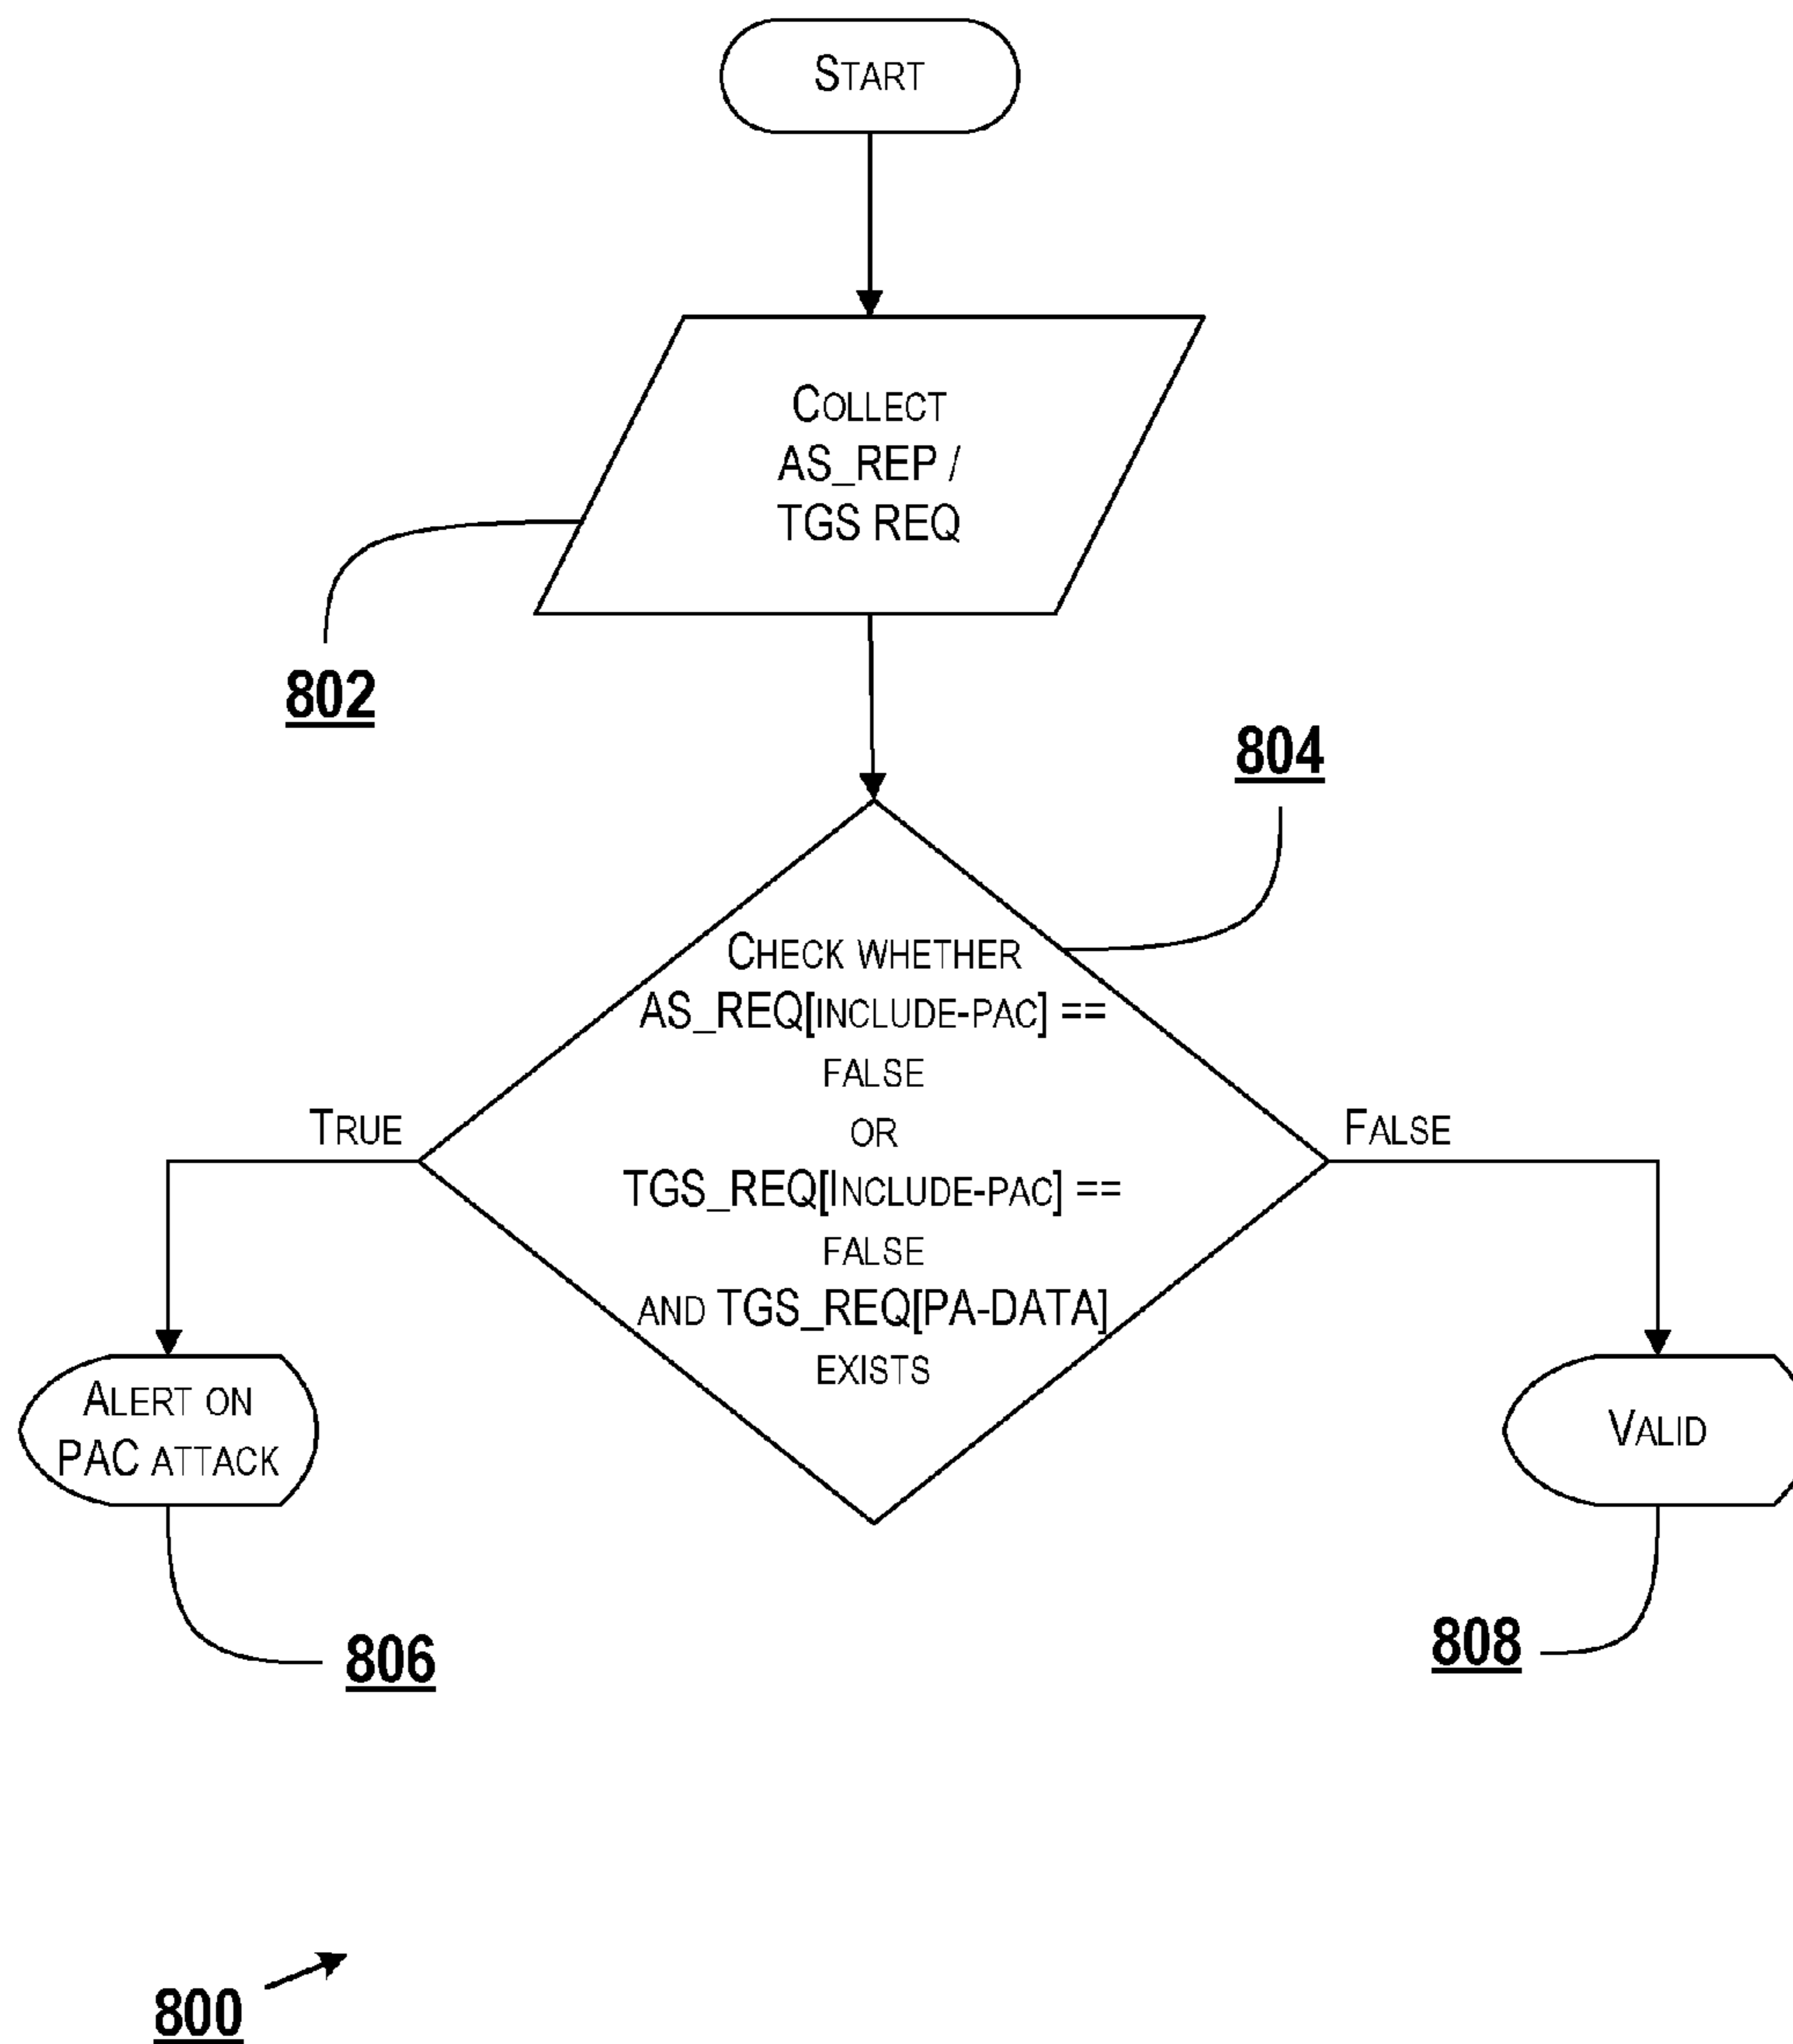 START
COLLECT
AS_REP /
TGS REQ
802
804
CHECK WHETHER
AS_REQ[INCLUDE-PAC] ==
FALSE
OR
TGS_REQ[INCLUDE-PAC] ==
FALSE
AND TGS_REQ[PA-DATA]
EXISTS
TRUE
FALSE
ALERT ON
PAC ATTACK
VALID
806
808
800